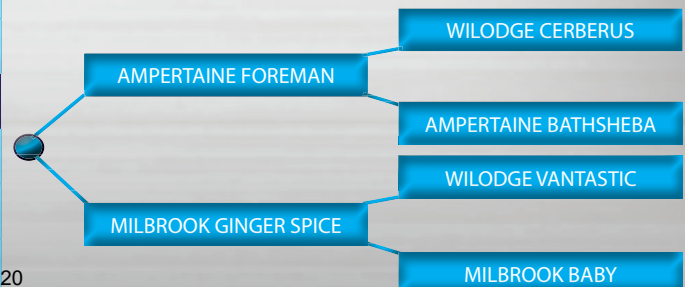 WILODGE CERBERUS
AMPERTAINE FOREMAN
AMPERTAINE BATHSHEBA
WILODGE VANTASTIC
MILBROOK GINGER SPICE
MILBROOK BABY
20